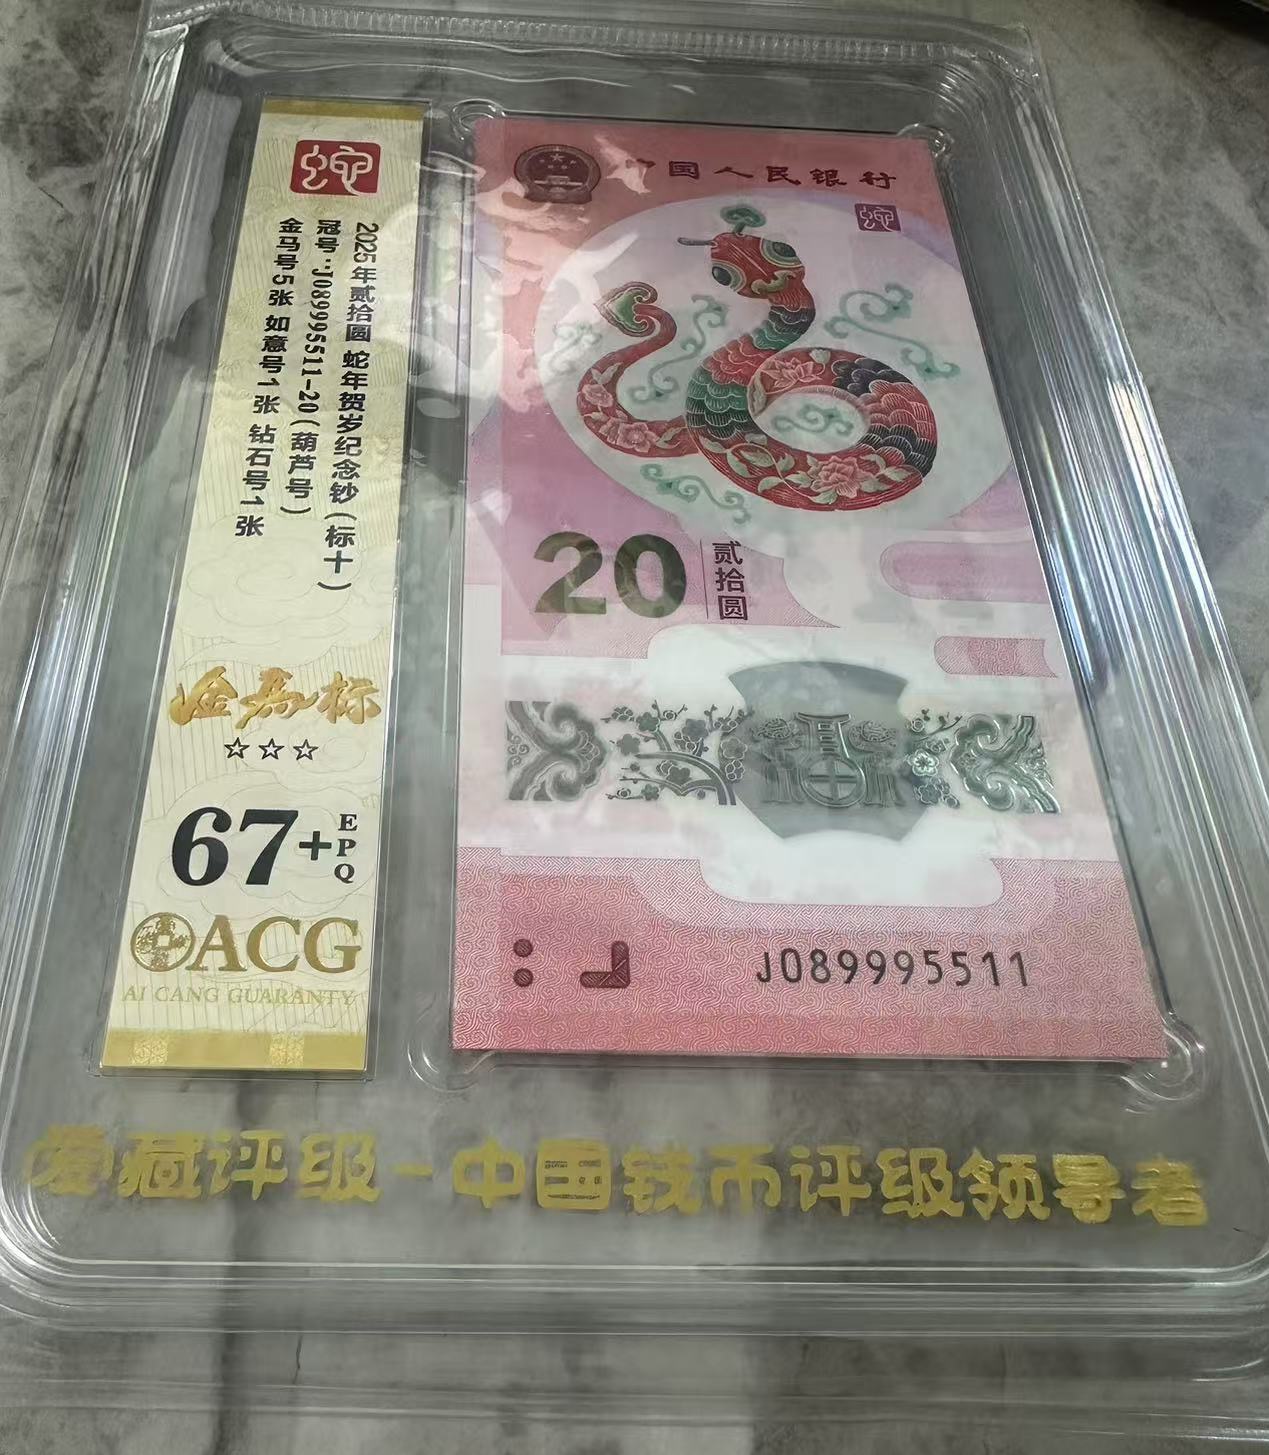 蛇
2025年贰拾圆 蛇年贺岁纪念钞(标十)
冠号:J089995511-20(葫芦号)
金马号5张 如意号1张 钻石号1张
金马标
☆☆☆
67+EPQ
ACG
AI CANG GUARANTY
中国人民银行
蛇
20 贰拾圆
福
J089995511
爱藏评级-中国钱币评级领导者